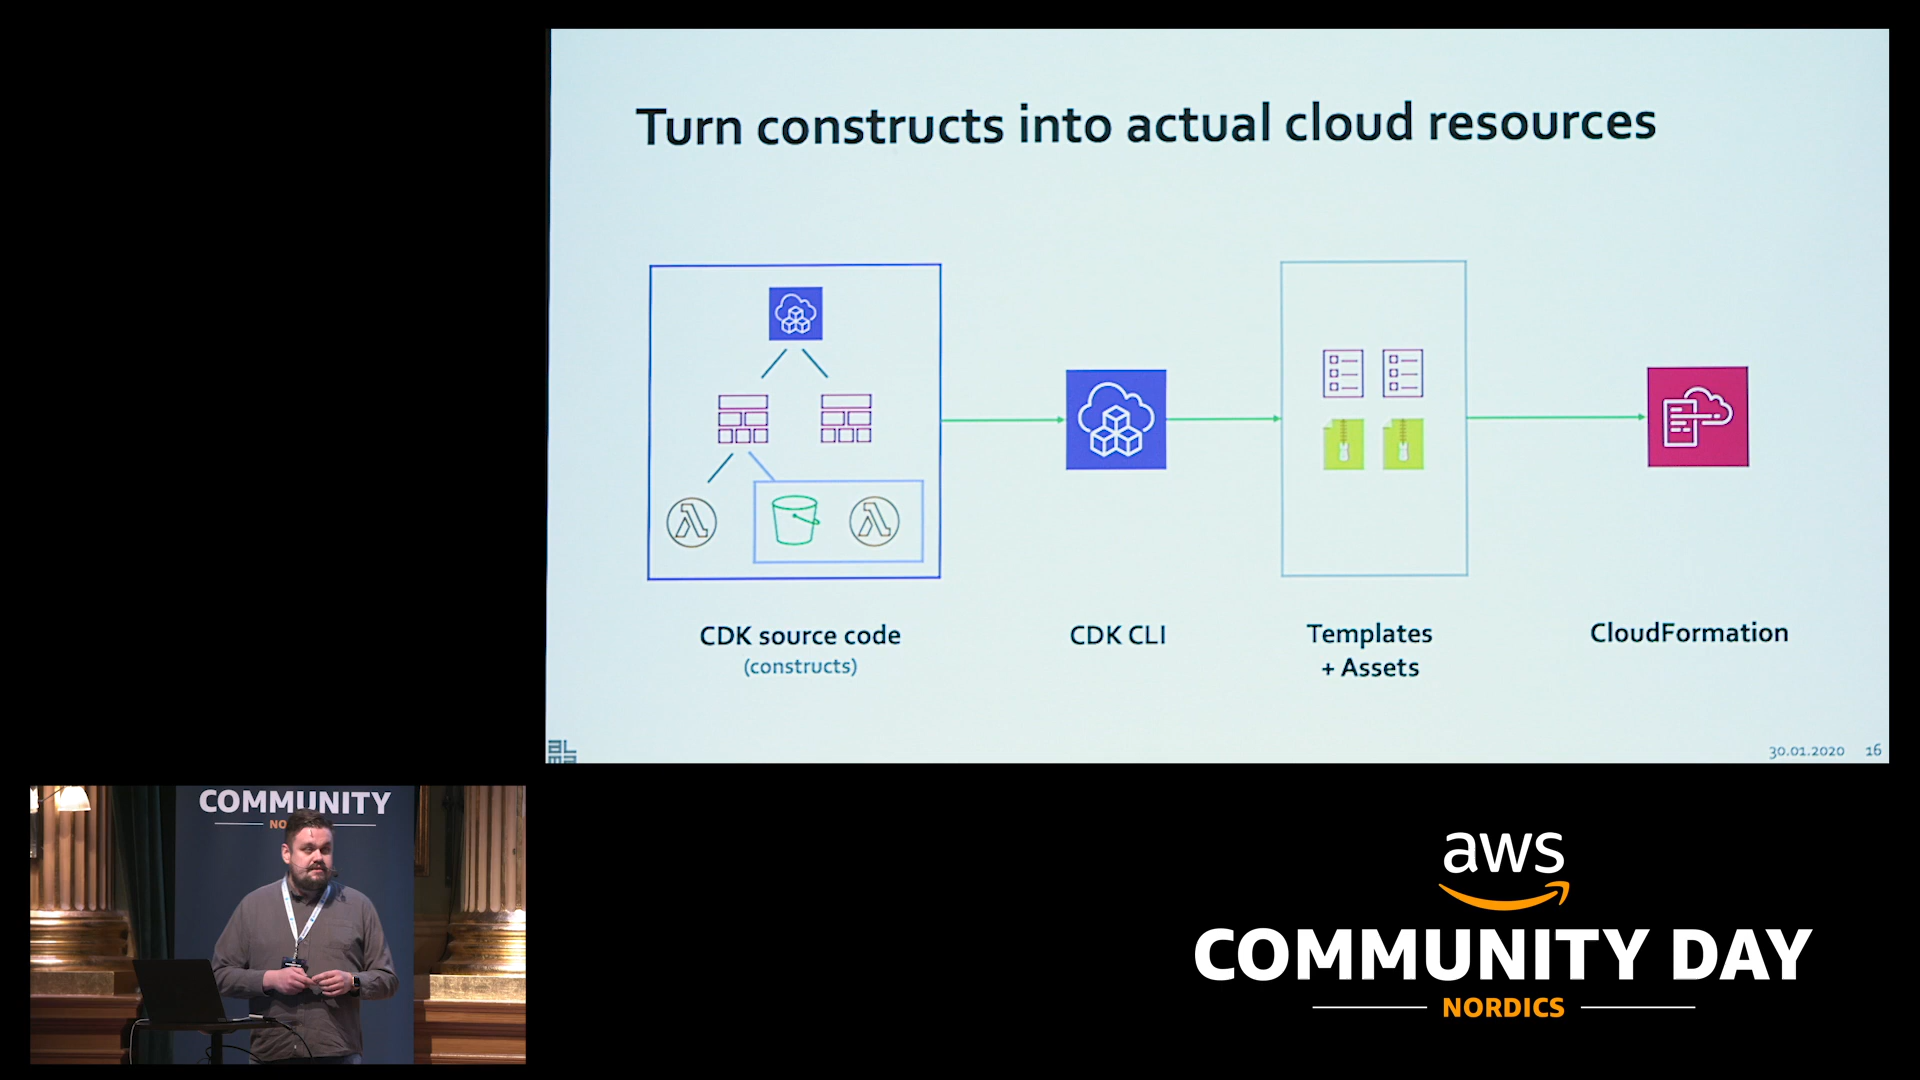 Turn constructs into actual cloud resources
CDK source code
(constructs)
CDK CLI
Templates
+ Assets
CloudFormation
30.01.2020 16
COMMUNITY
NO
aws
COMMUNITY DAY
NORDICS